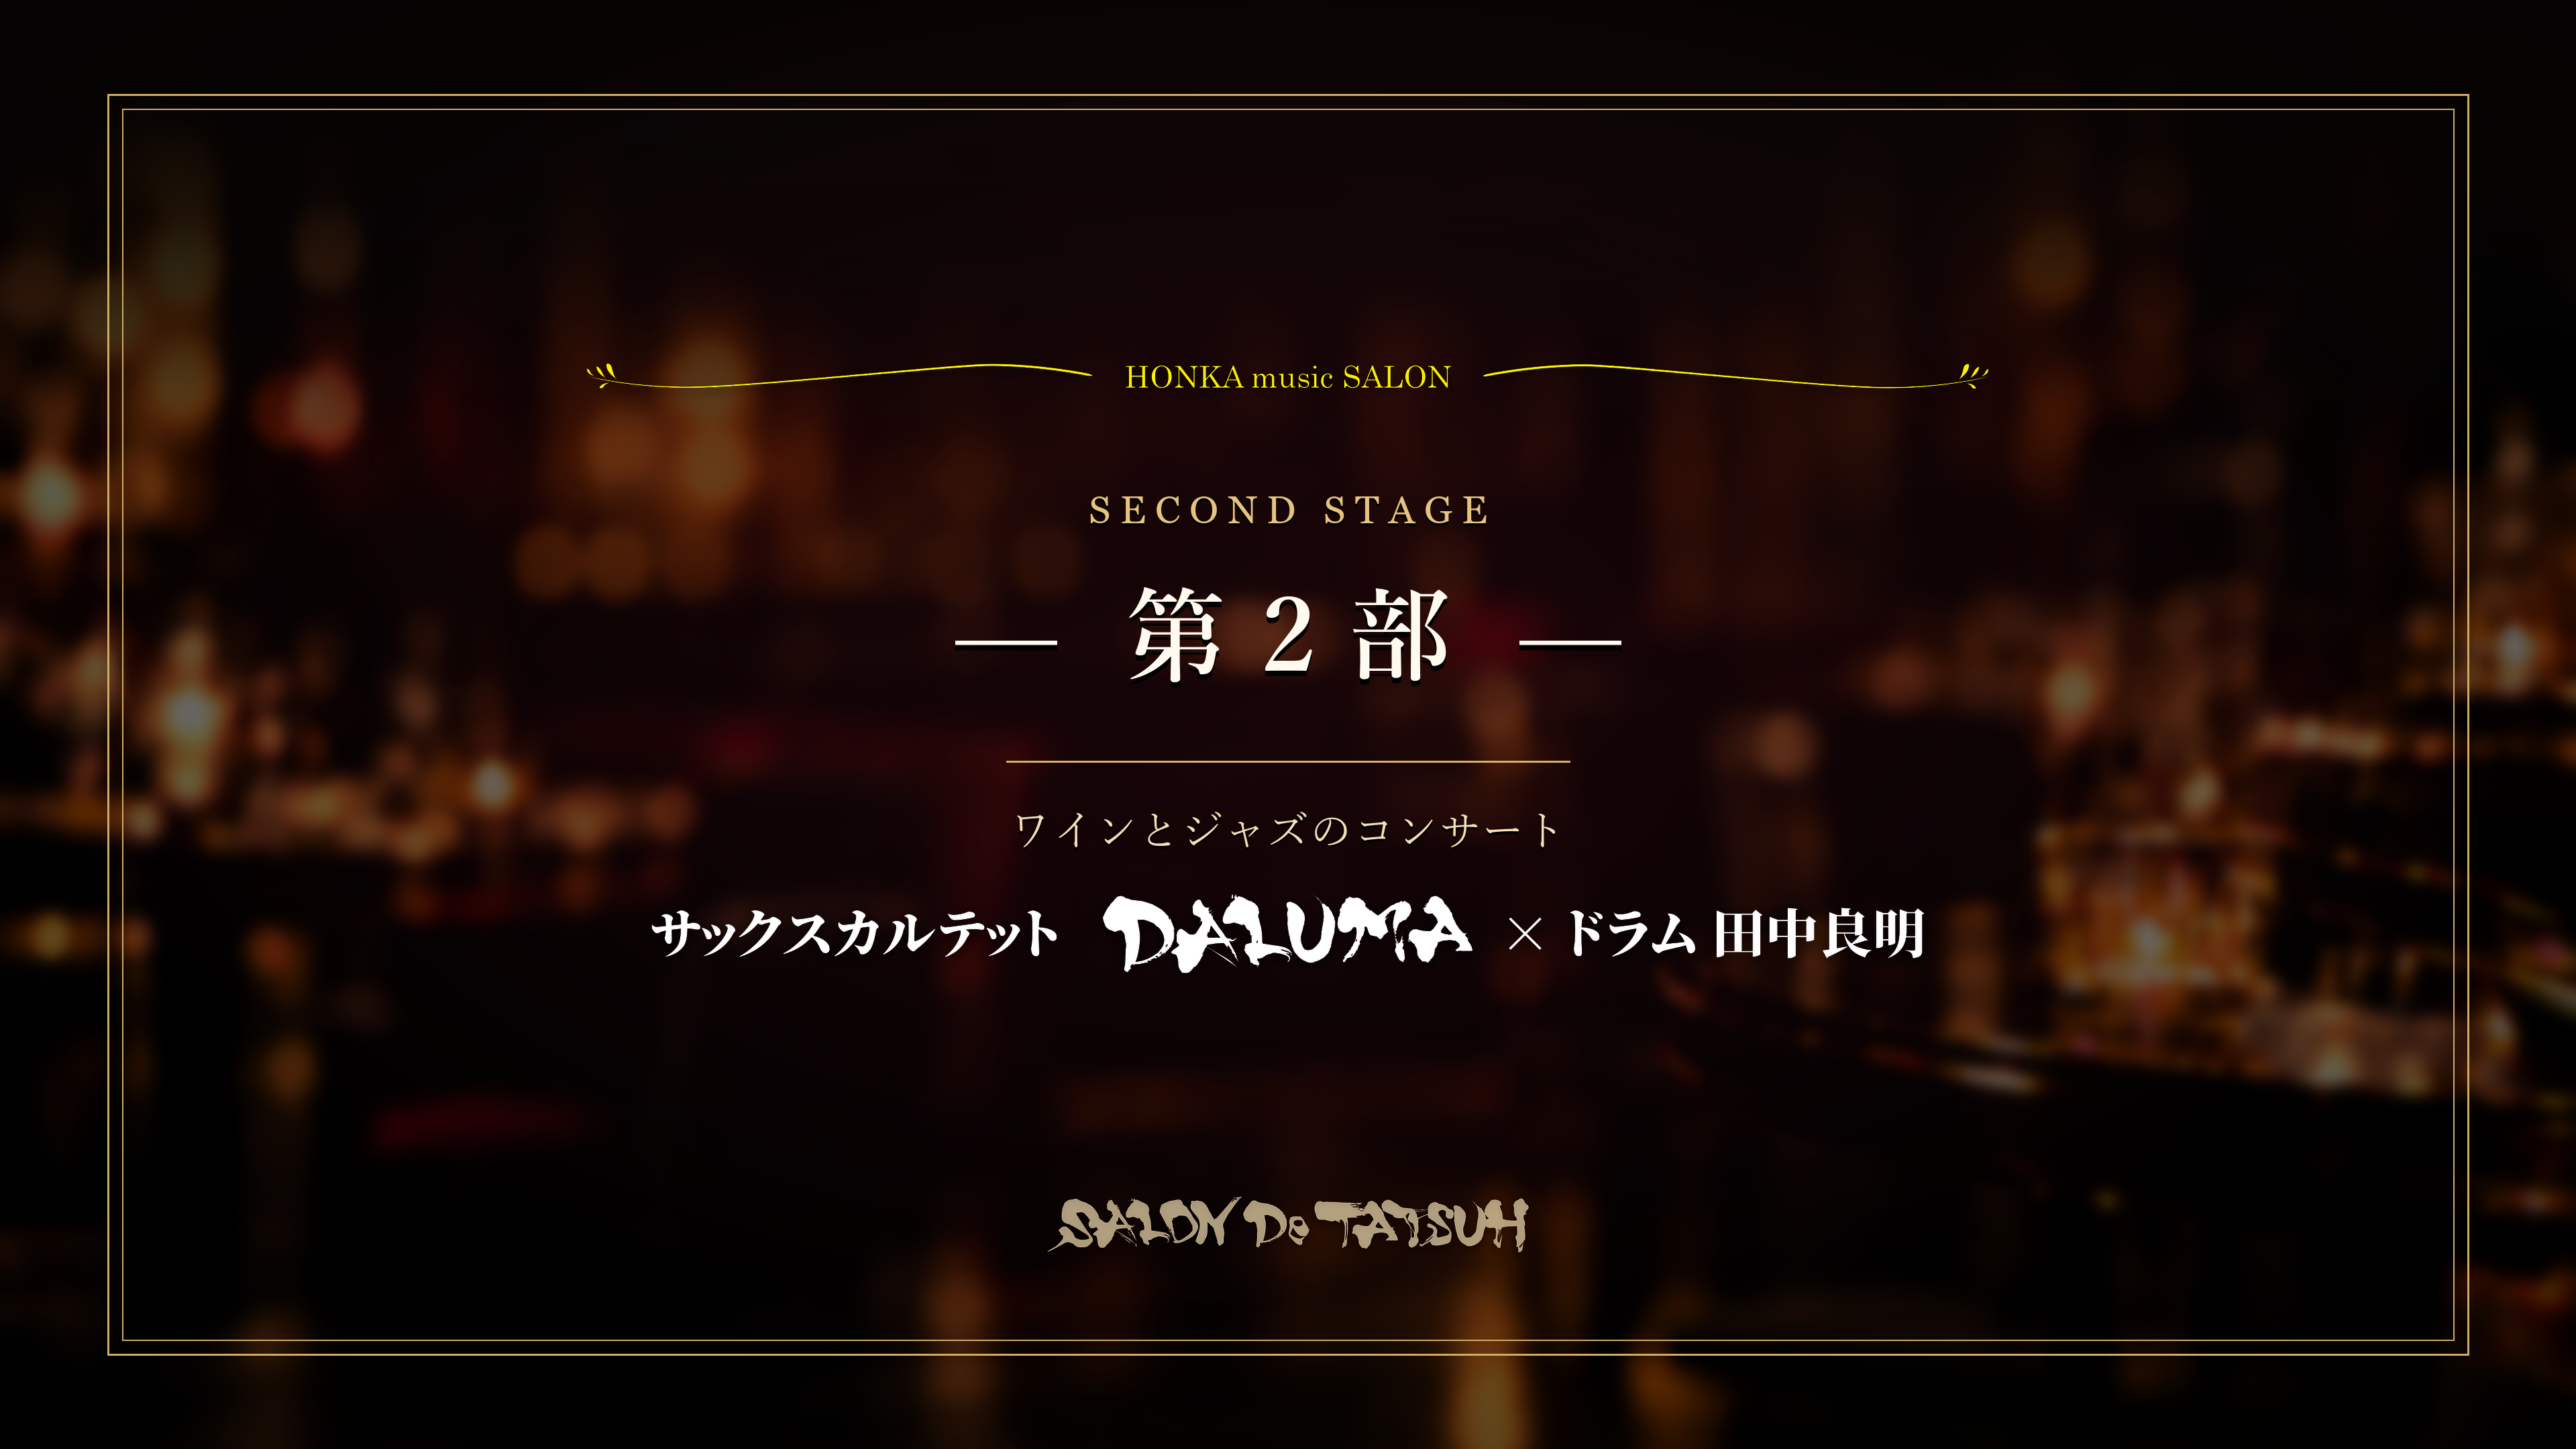 HONKA music SALON
SECOND STAGE
― 第2部 ―
ワインとジャズのコンサート
サックスカルテット DALUMA × ドラム 田中良明
SALON De TATSUH